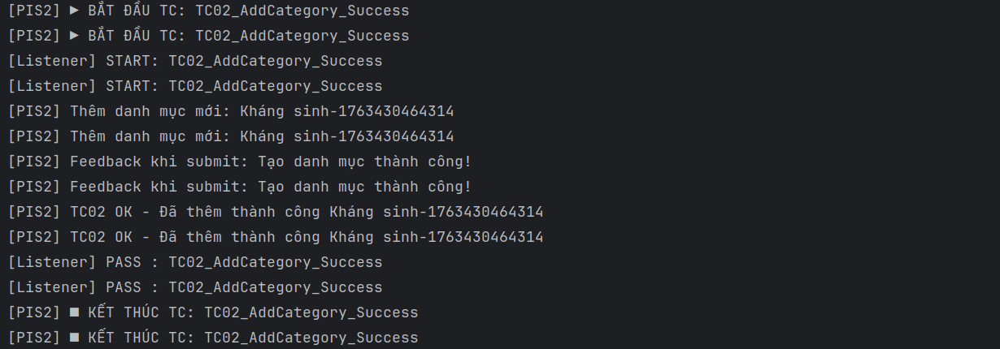 [PIS2] ▶ BẮT ĐẦU TC: TC02_AddCategory_Success
[PIS2] ▶ BẮT ĐẦU TC: TC02_AddCategory_Success
[Listener] START: TC02_AddCategory_Success
[Listener] START: TC02_AddCategory_Success
[PIS2] Thêm danh mục mới: Kháng sinh-1763430464314
[PIS2] Thêm danh mục mới: Kháng sinh-1763430464314
[PIS2] Feedback khi submit: Tạo danh mục thành công!
[PIS2] Feedback khi submit: Tạo danh mục thành công!
[PIS2] TC02 OK - Đã thêm thành công Kháng sinh-1763430464314
[PIS2] TC02 OK - Đã thêm thành công Kháng sinh-1763430464314
[Listener] PASS : TC02_AddCategory_Success
[Listener] PASS : TC02_AddCategory_Success
[PIS2] ■ KẾT THÚC TC: TC02_AddCategory_Success
[PIS2] ■ KẾT THÚC TC: TC02_AddCategory_Success